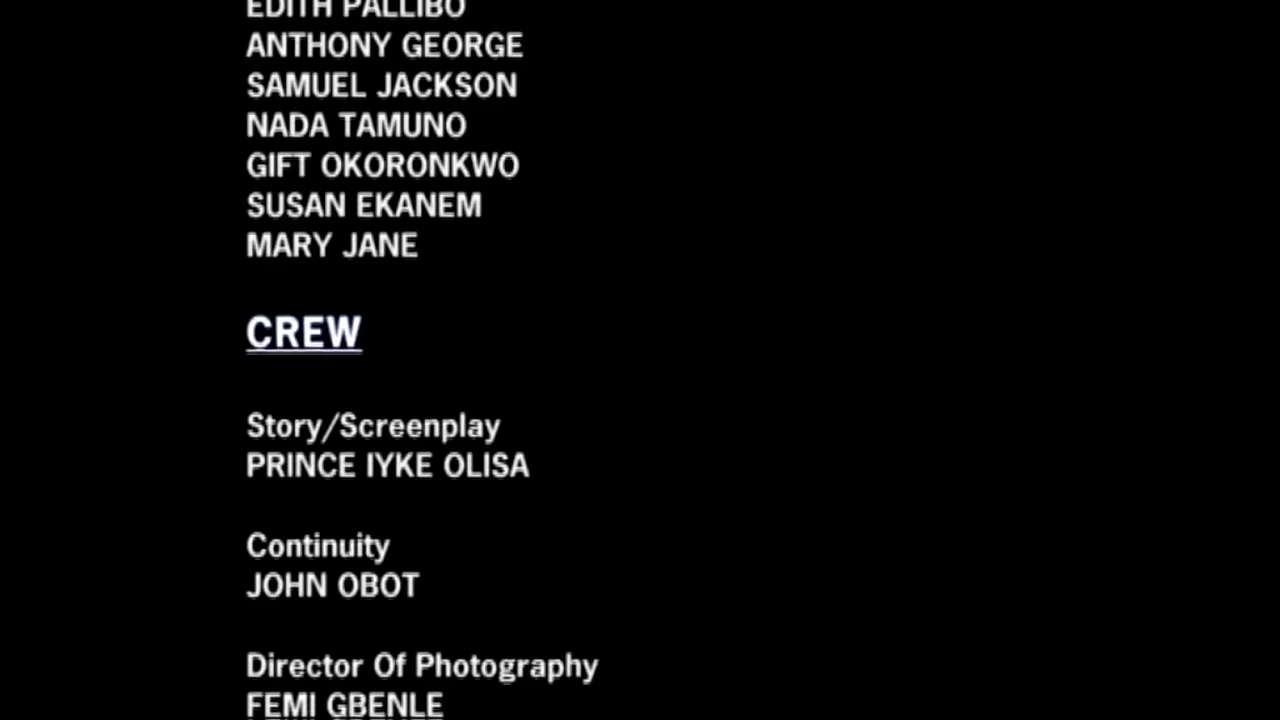 EDITH PALLIBO
ANTHONY GEORGE
SAMUEL JACKSON
NADA TAMUNO
GIFT OKORONKWO
SUSAN EKANEM
MARY JANE
CREW
Story/Screenplay
PRINCE IYKE OLISA
Continuity
JOHN OBOT
Director Of Photography
FEMI GBENLE